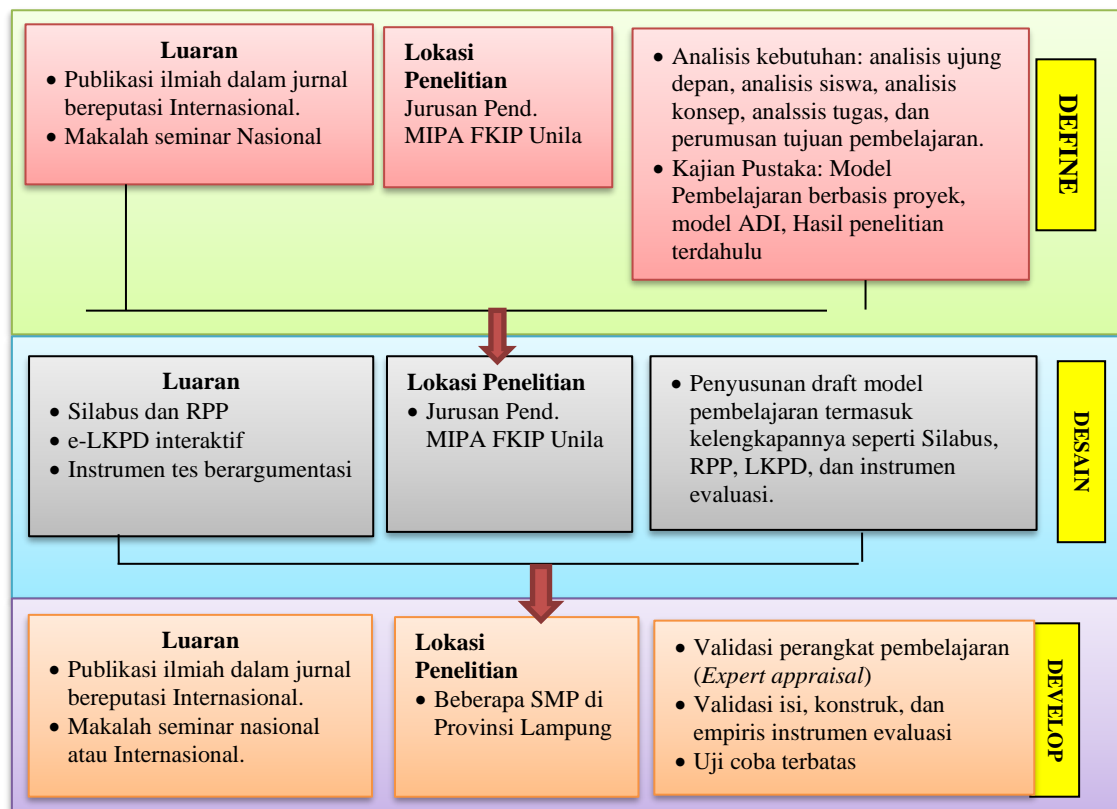 Luaran
• Publikasi ilmiah dalam jurnal
bereputasi Internasional.
• Makalah seminar Nasional
Lokasi
Penelitian
Jurusan Pend.
MIPA FKIP Unila
• Analisis kebutuhan: analisis ujung
depan, analisis siswa, analisis
konsep, analssis tugas, dan
perumusan tujuan pembelajaran.
• Kajian Pustaka: Model
Pembelajaran berbasis proyek,
model ADI, Hasil penelitian
terdahulu
DEFINE
Luaran
• Silabus dan RPP
• e-LKPD interaktif
• Instrumen tes berargumentasi
Lokasi Penelitian
• Jurusan Pend.
MIPA FKIP Unila
• Penyusunan draft model
pembelajaran termasuk
kelengkapannya seperti Silabus,
RPP, LKPD, dan instrumen
evaluasi.
DESAIN
Luaran
• Publikasi ilmiah dalam jurnal
bereputasi Internasional.
• Makalah seminar nasional
atau Internasional.
Lokasi
Penelitian
• Beberapa SMP di
Provinsi Lampung
• Validasi perangkat pembelajaran
(Expert appraisal)
• Validasi isi, konstruk, dan
empiris instrumen evaluasi
• Uji coba terbatas
DEVELOP